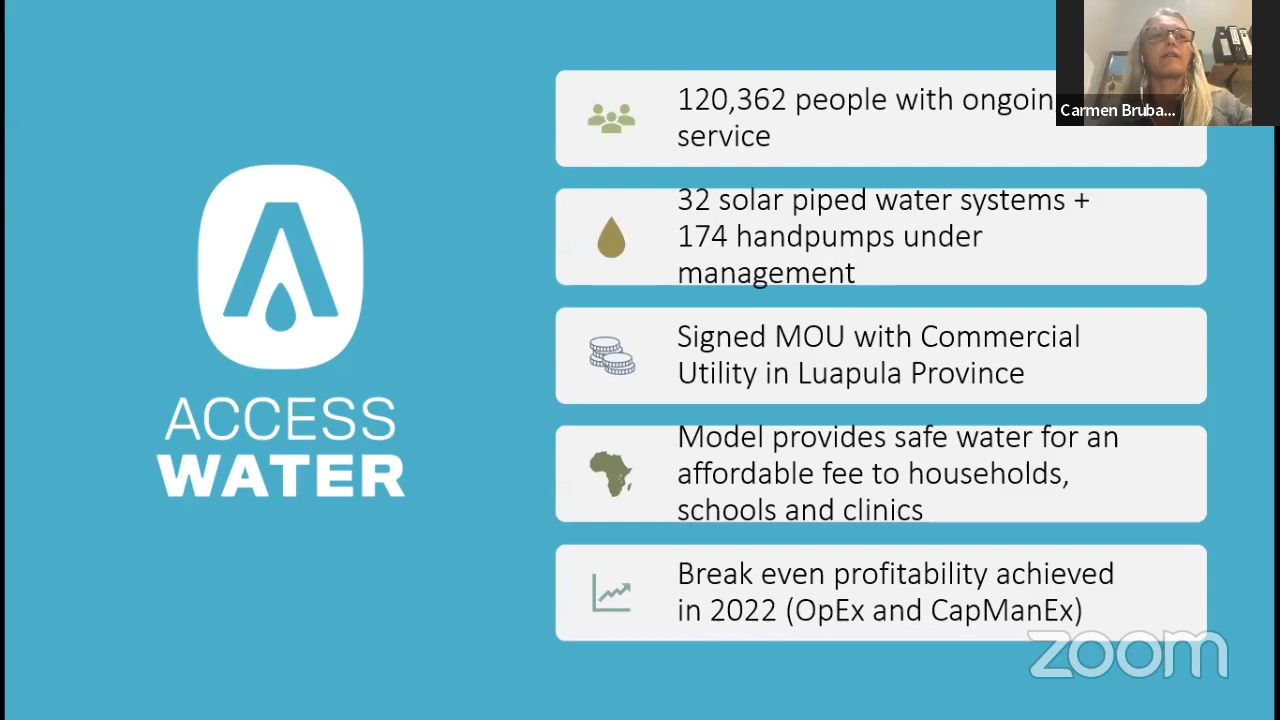 120,362 people with ongoin
service
Carmen Bruba...
32 solar piped water systems +
174 handpumps under
management
Signed MOU with Commercial
Utility in Luapula Province
ACCESS
WATER
Model provides safe water for an
affordable fee to households,
schools and clinics
Break even profitability achieved
in 2022 (OpEx and CapManEx)
zoom